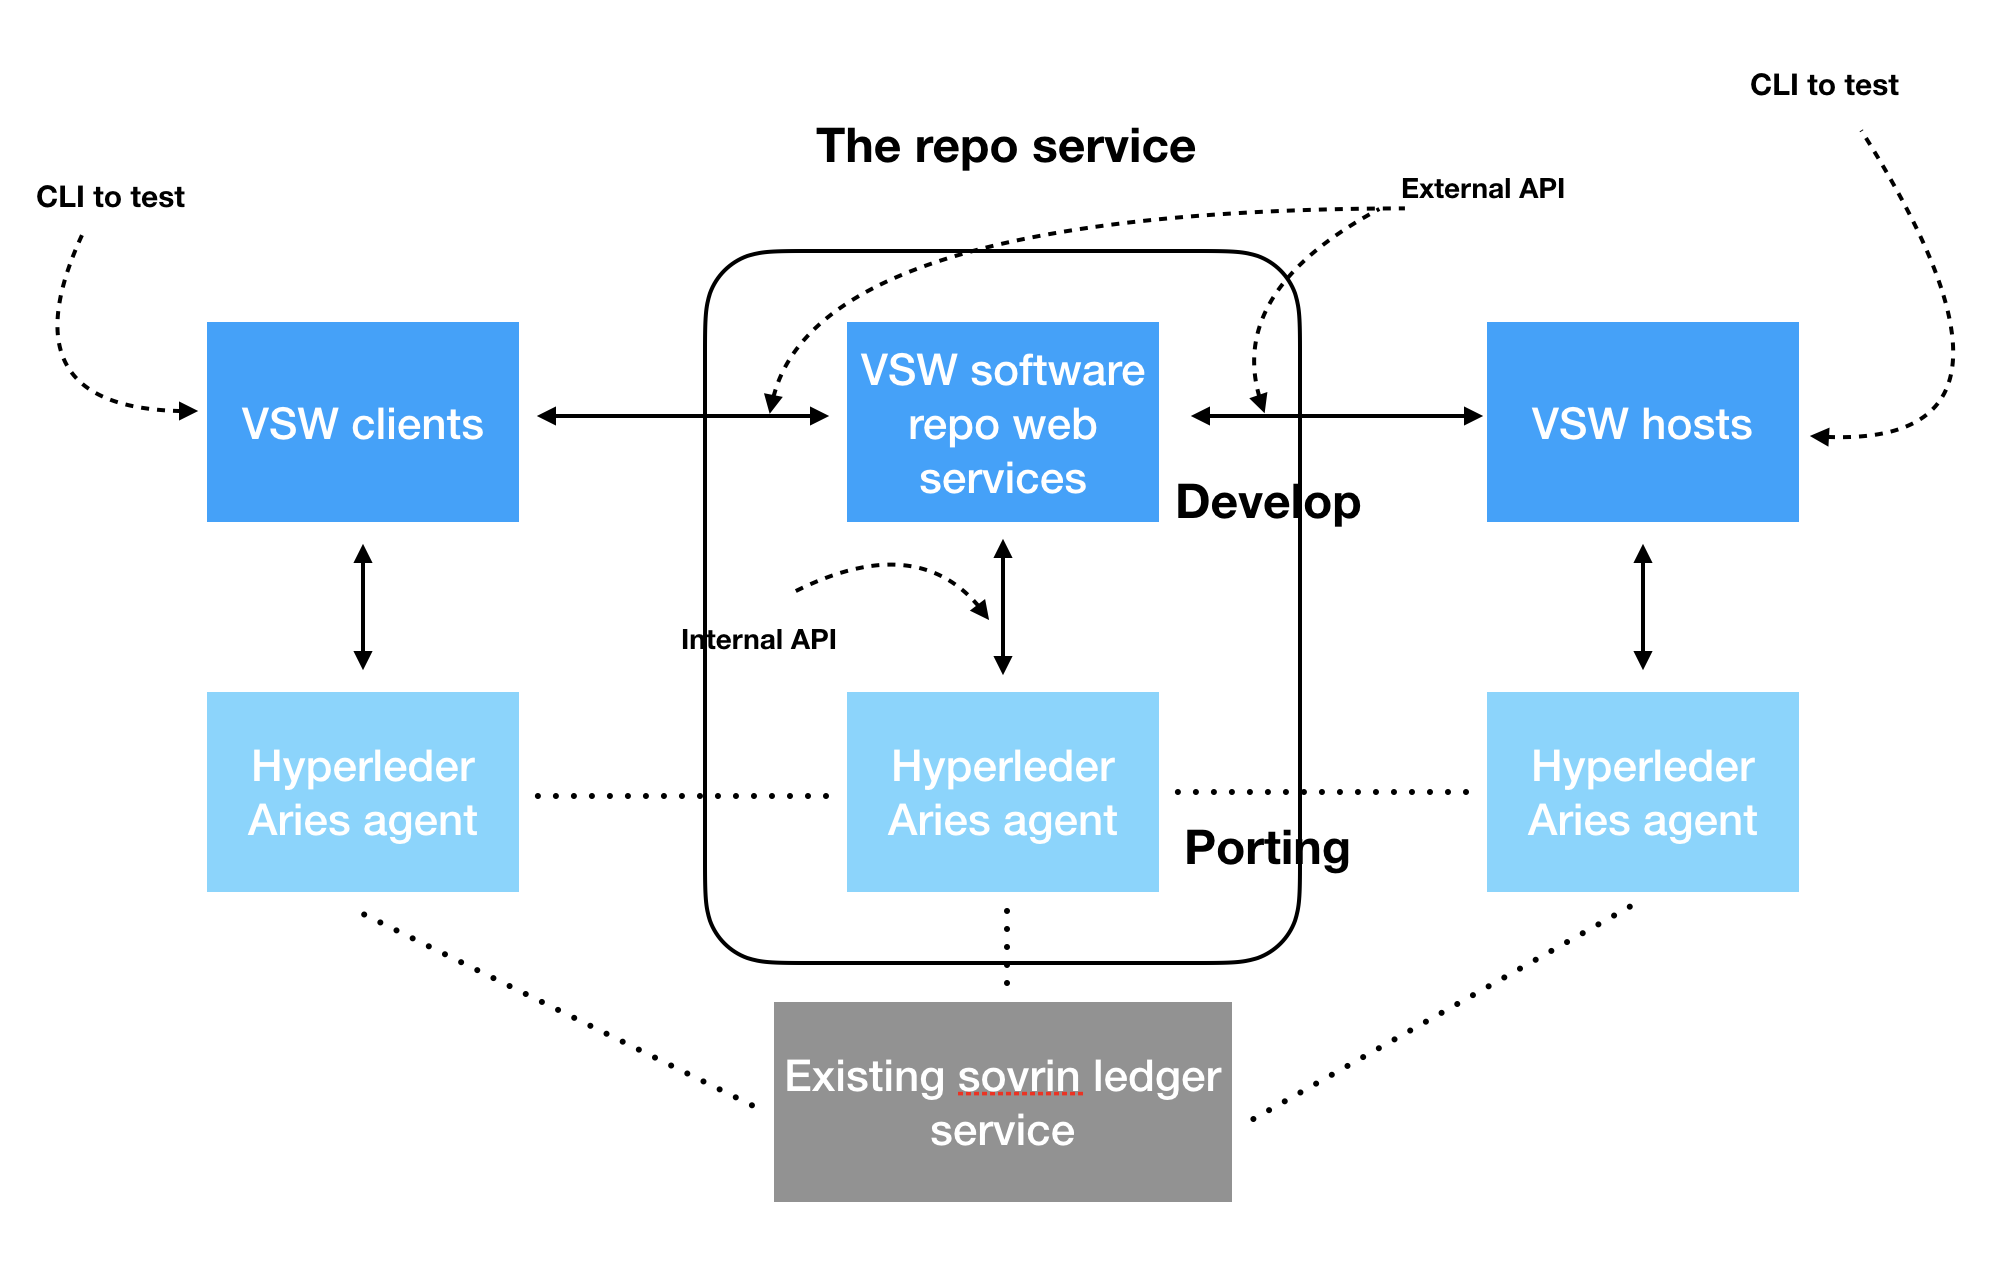 CLI to test
The repo service
CLI to test
External API
VSW clients
VSW software
repo web
services
VSW hosts
Develop
Internal API
Hyperleder
Aries agent
Hyperleder
Aries agent
Hyperleder
Aries agent
Porting
Existing sovrin ledger
service